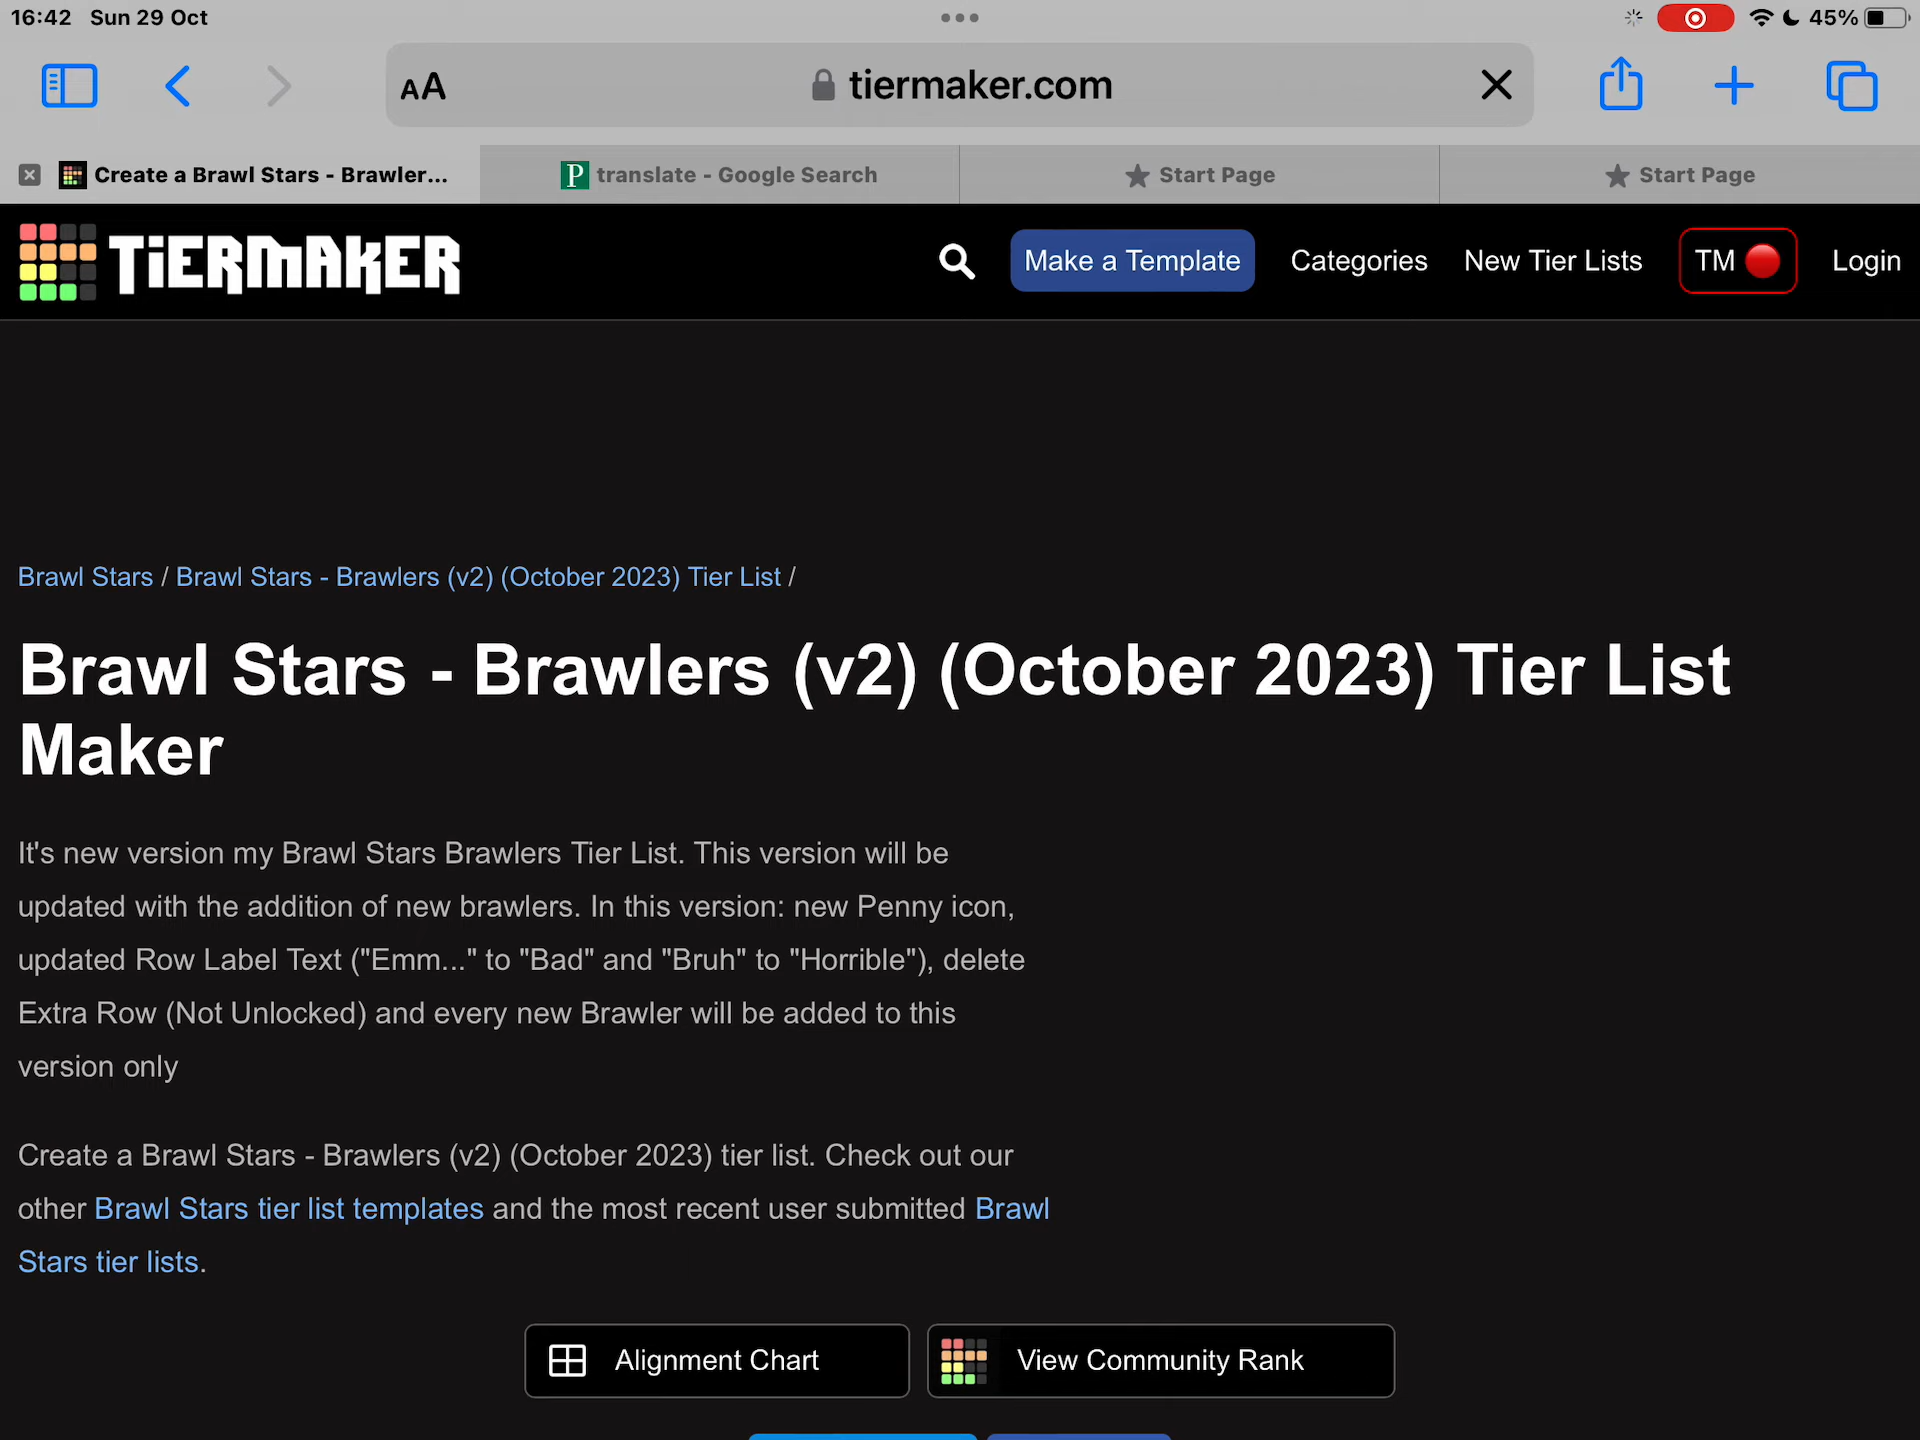 16:42 Sun 29 Oct
45%
AA
tiermaker.com
Create a Brawl Stars - Brawler...
translate - Google Search
Start Page
Start Page
TiERMAKER
Make a Template
Categories
New Tier Lists
TM
Login
Brawl Stars / Brawl Stars - Brawlers (v2) (October 2023) Tier List /
Brawl Stars - Brawlers (v2) (October 2023) Tier List
Maker
It's new version my Brawl Stars Brawlers Tier List. This version will be
updated with the addition of new brawlers. In this version: new Penny icon,
updated Row Label Text ("Emm..." to "Bad" and "Bruh" to "Horrible"), delete
Extra Row (Not Unlocked) and every new Brawler will be added to this
version only
Create a Brawl Stars - Brawlers (v2) (October 2023) tier list. Check out our
other Brawl Stars tier list templates and the most recent user submitted Brawl
Stars tier lists.
Alignment Chart
View Community Rank